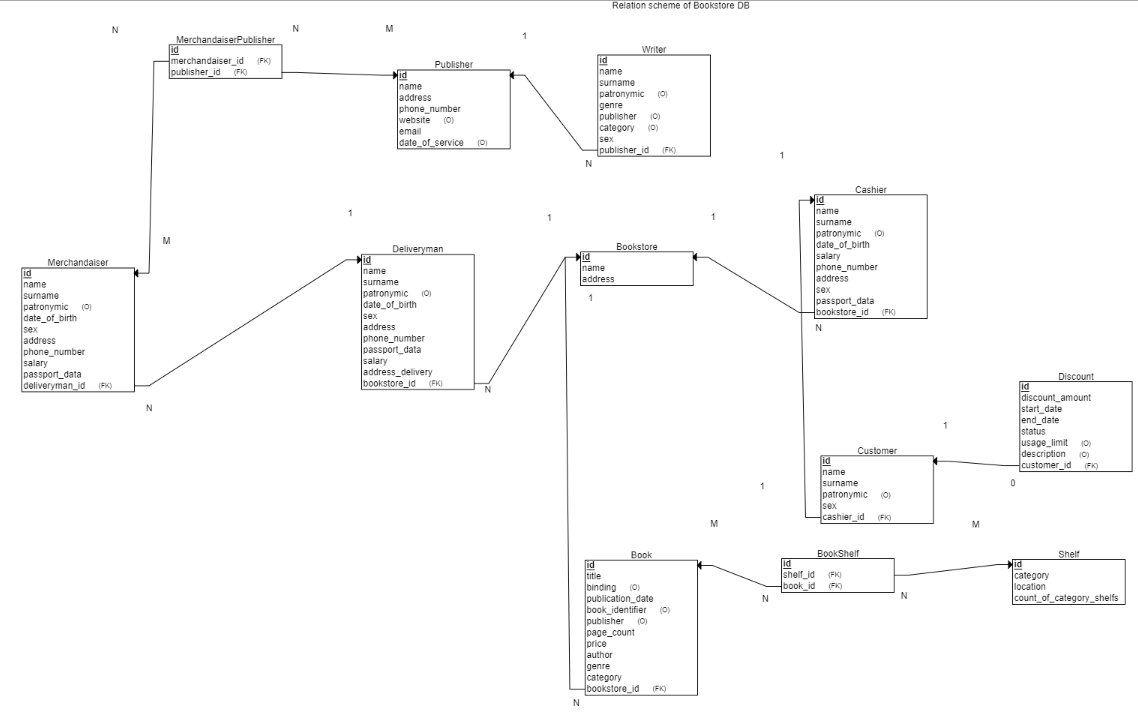 Relation scheme of Bookstore DB
N
N
M
1
MerchandaiserPublisher
id
merchandaiser_id (FK)
publisher_id (FK)
Publisher
id
name
address
phone_number
website (O)
email
date_of_service (O)
Writer
id
name
surname
patronymic (O)
genre
publisher (O)
category (O)
sex
publisher_id (FK)
N
1
M
1
1
1
Cashier
id
name
surname
patronymic (O)
date_of_birth
salary
phone_number
address
sex
passport_data
bookstore_id (FK)
N
Merchandaiser
id
name
surname
patronymic (O)
date_of_birth
sex
address
phone_number
salary
passport_data
deliveryman_id (FK)
N
Deliveryman
id
name
surname
patronymic (O)
date_of_birth
sex
address
phone_number
passport_data
salary
address_delivery
bookstore_id (FK)
N
Bookstore
id
name
address
1
Discount
id
discount_amount
start_date
end_date
status
usage_limit (O)
description (O)
customer_id (FK)
1
0
Customer
id
name
surname
patronymic (O)
sex
cashier_id (FK)
1
M
M
Book
id
title
binding (O)
publication_date
book_identifier (O)
publisher (O)
page_count
price
author
genre
category
bookstore_id (FK)
N
BookShelf
id
shelf_id (FK)
book_id (FK)
N
N
Shelf
id
category
location
count_of_category_shelfs